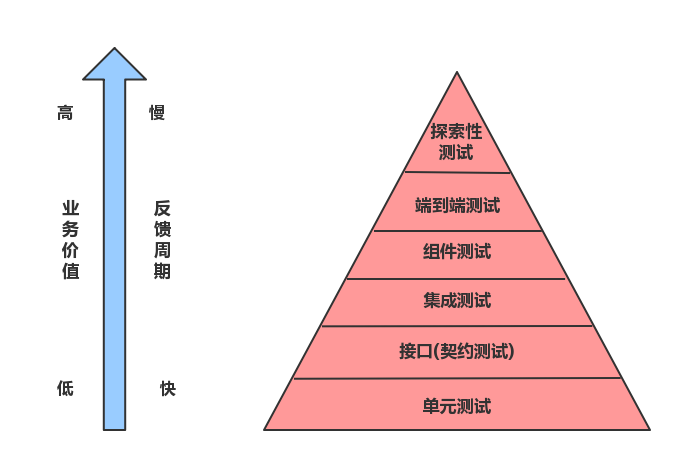 高
慢
业务价值
反馈周期
低
快
探索性
测试
端到端测试
组件测试
集成测试
接口(契约测试)
单元测试